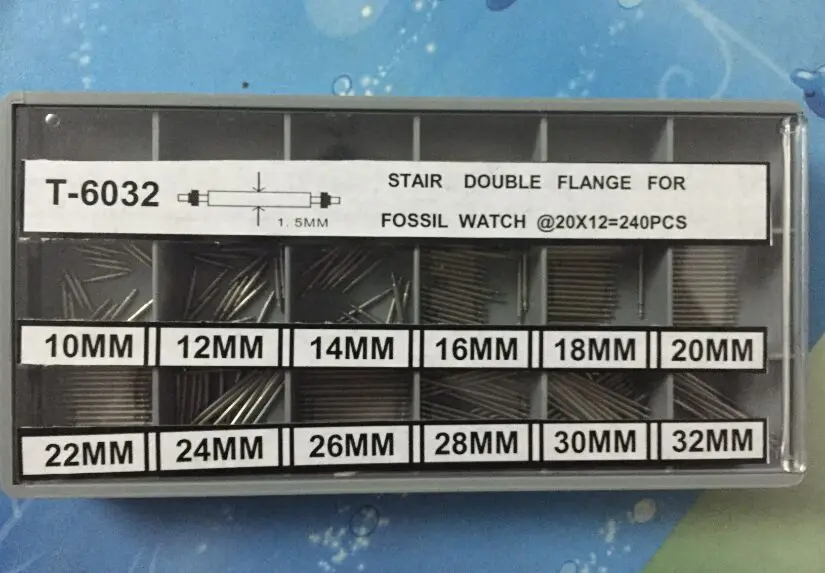 T-6032
1.5MM
STAIR DOUBLE FLANGE FOR
FOSSIL WATCH @20X12=240PCS
10MM 12MM 14MM 16MM 18MM 20MM
22MM 24MM 26MM 28MM 30MM 32MM